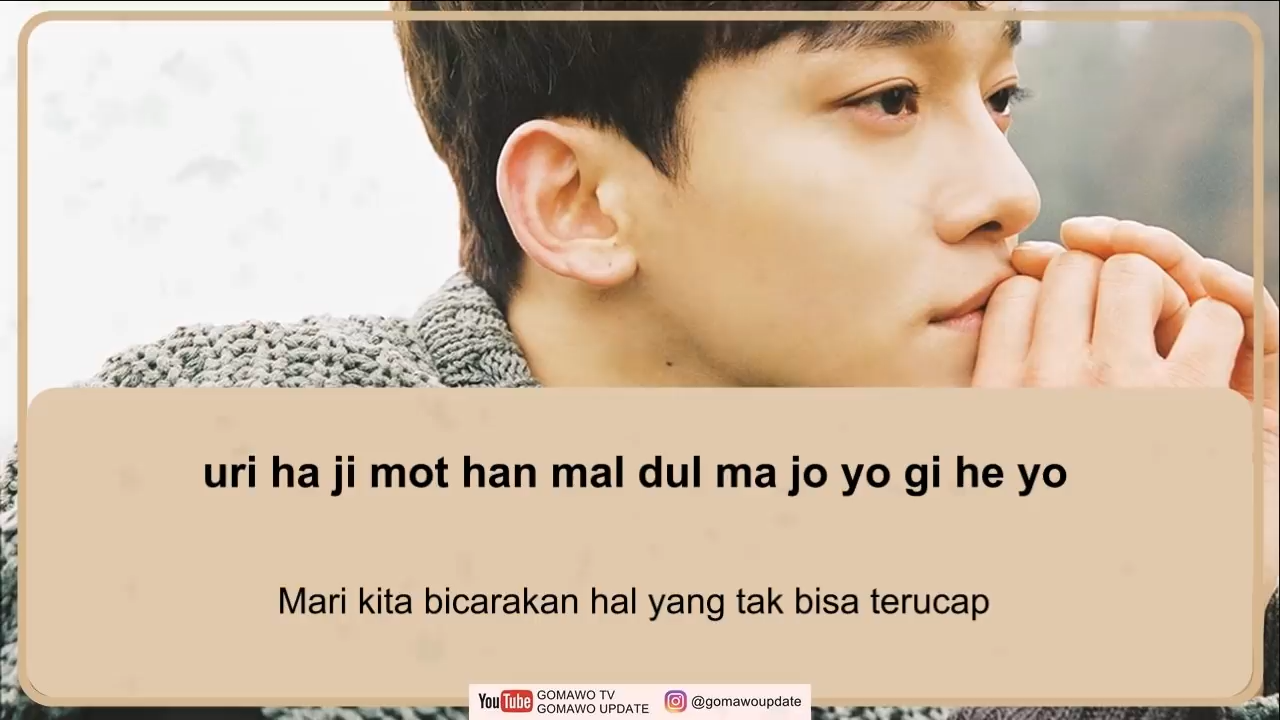 uri ha ji mot han mal dul ma jo yo gi he yo
Mari kita bicarakan hal yang tak bisa terucap
YouTube GOMAWO TV
GOMAWO UPDATE
@gomawoupdate